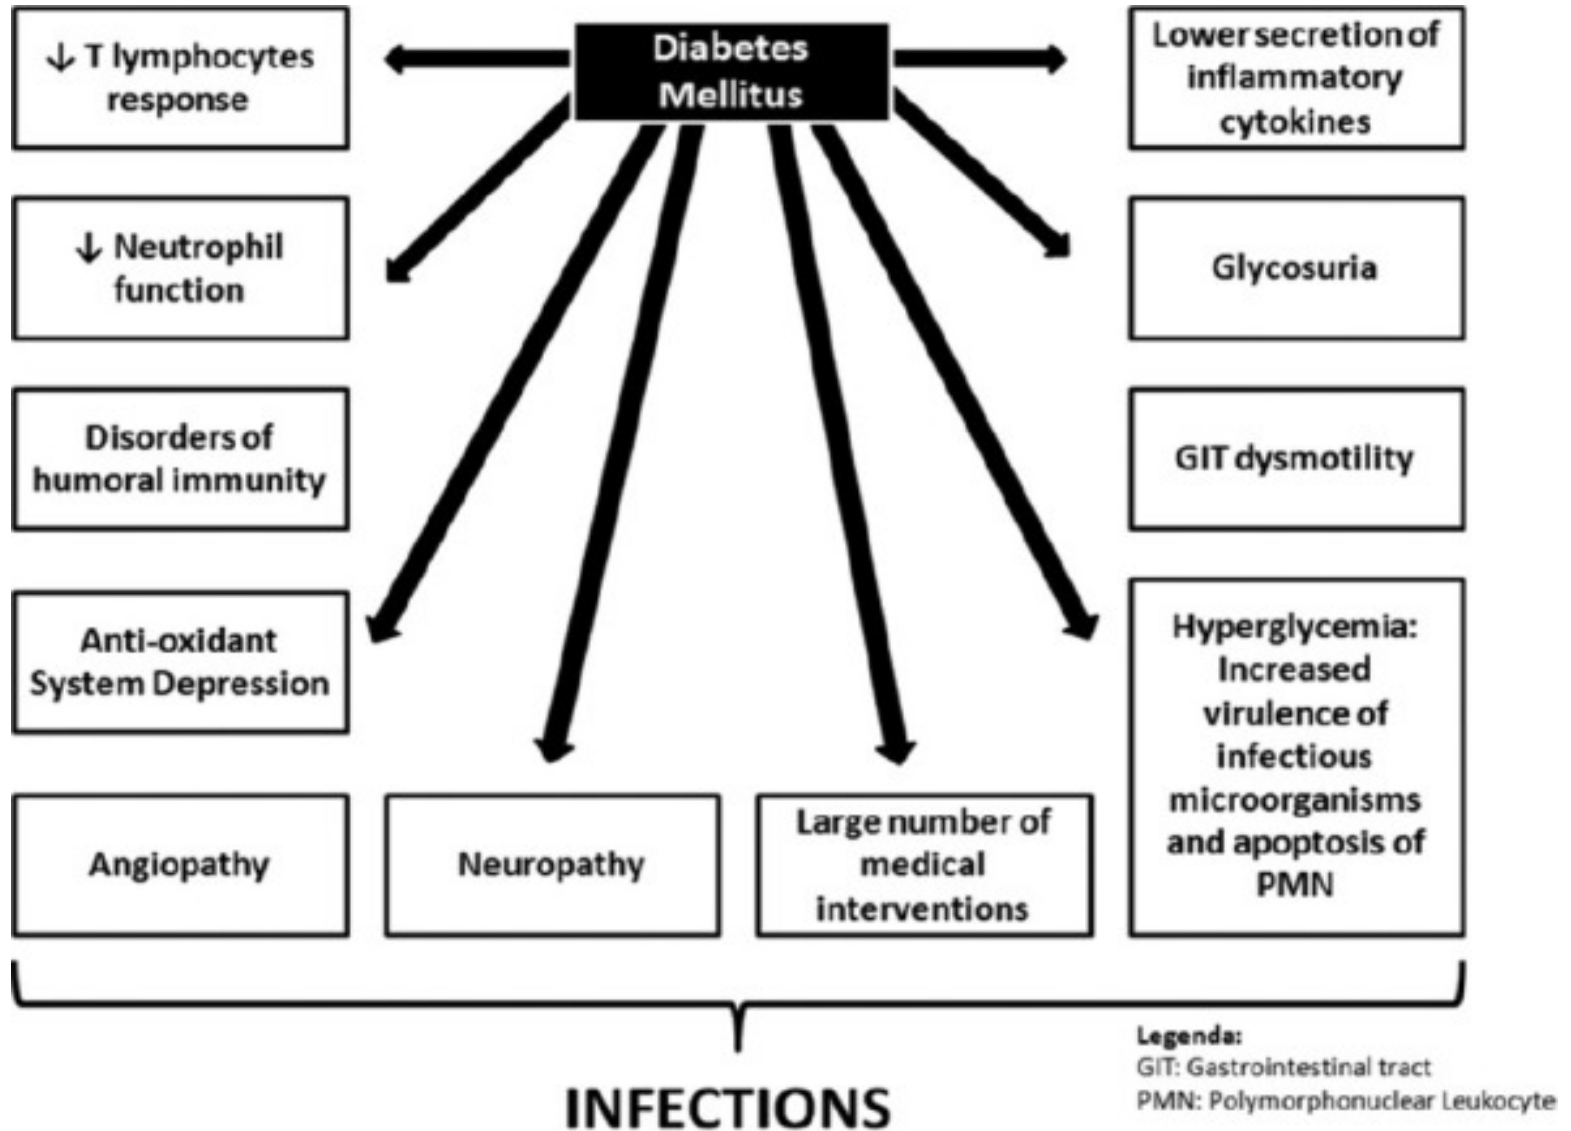 Diabetes
Mellitus
↓ T lymphocytes
response
Lower secretion of
inflammatory
cytokines
↓ Neutrophil
function
Glycosuria
Disorders of
humoral immunity
GIT dysmotility
Anti-oxidant
System Depression
Hyperglycemia:
Increased
virulence of
infectious
microorganisms
and apoptosis of
PMN
Angiopathy
Neuropathy
Large number of
medical
interventions
INFECTIONS
Legenda:
GIT: Gastrointestinal tract
PMN: Polymorphonuclear Leukocyte